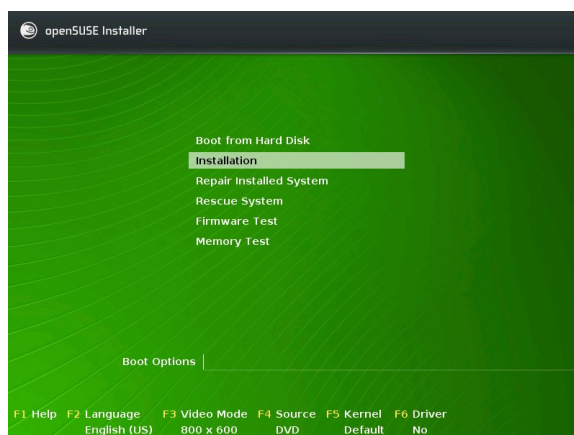 openSUSE Installer
Boot from Hard Disk
Installation
Repair Installed System
Rescue System
Firmware Test
Memory Test
Boot Options
F1 Help F2 Language F3 Video Mode F4 Source F5 Kernel F6 Driver
English (US) 800 x 600 DVD Default No